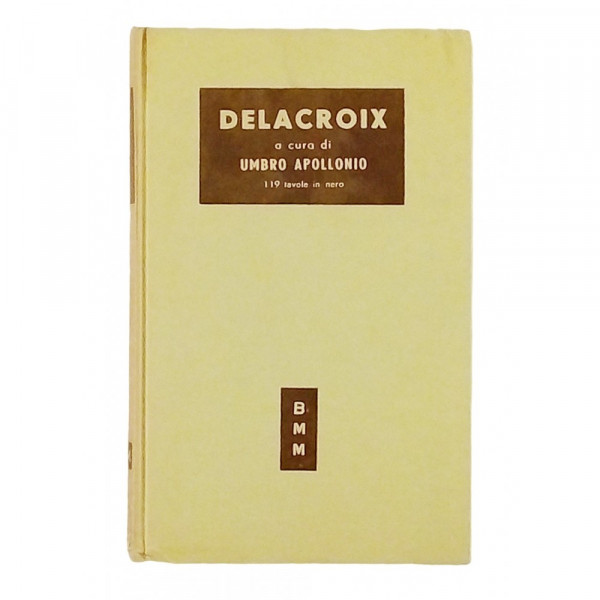 DELACROIX
a cura di
UMBRO APOLLONIO
119 tavole in nero
B
M
M